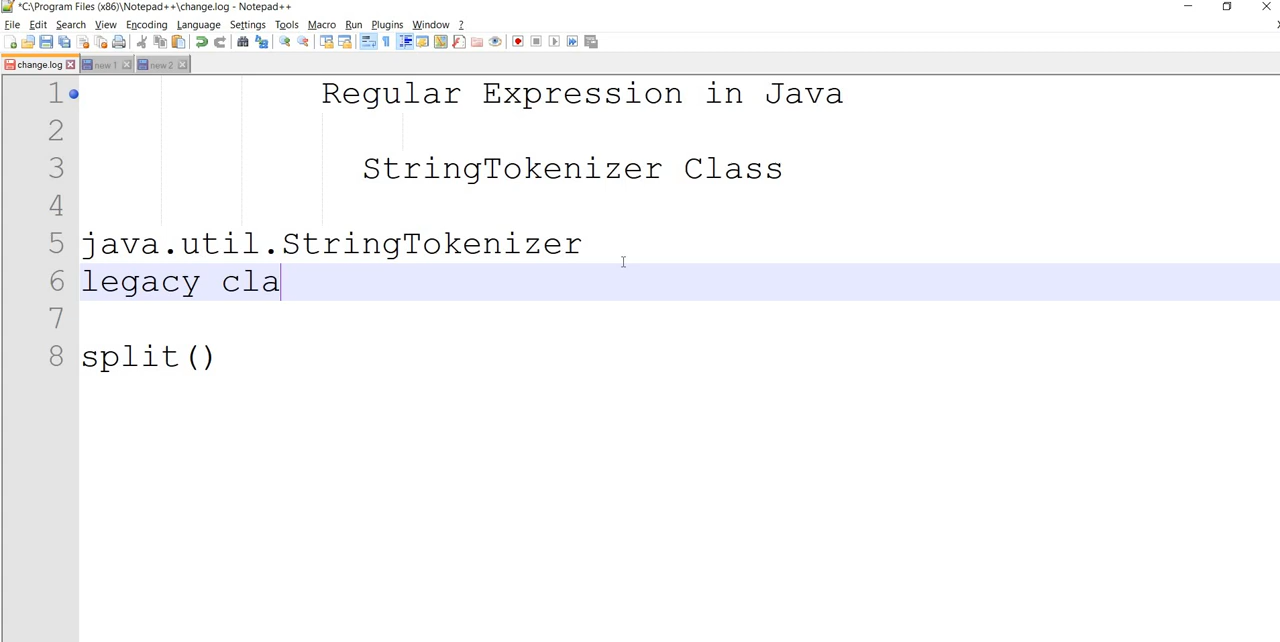 *C:\Program Files (x86)\Notepad++\change.log - Notepad++
File Edit Search View Encoding Language Settings Tools Macro Run Plugins Window ?
change.log new 1 new 2
1 Regular Expression in Java
2
3 StringTokenizer Class
4
5 java.util.StringTokenizer
6 legacy cla
7
8 split()